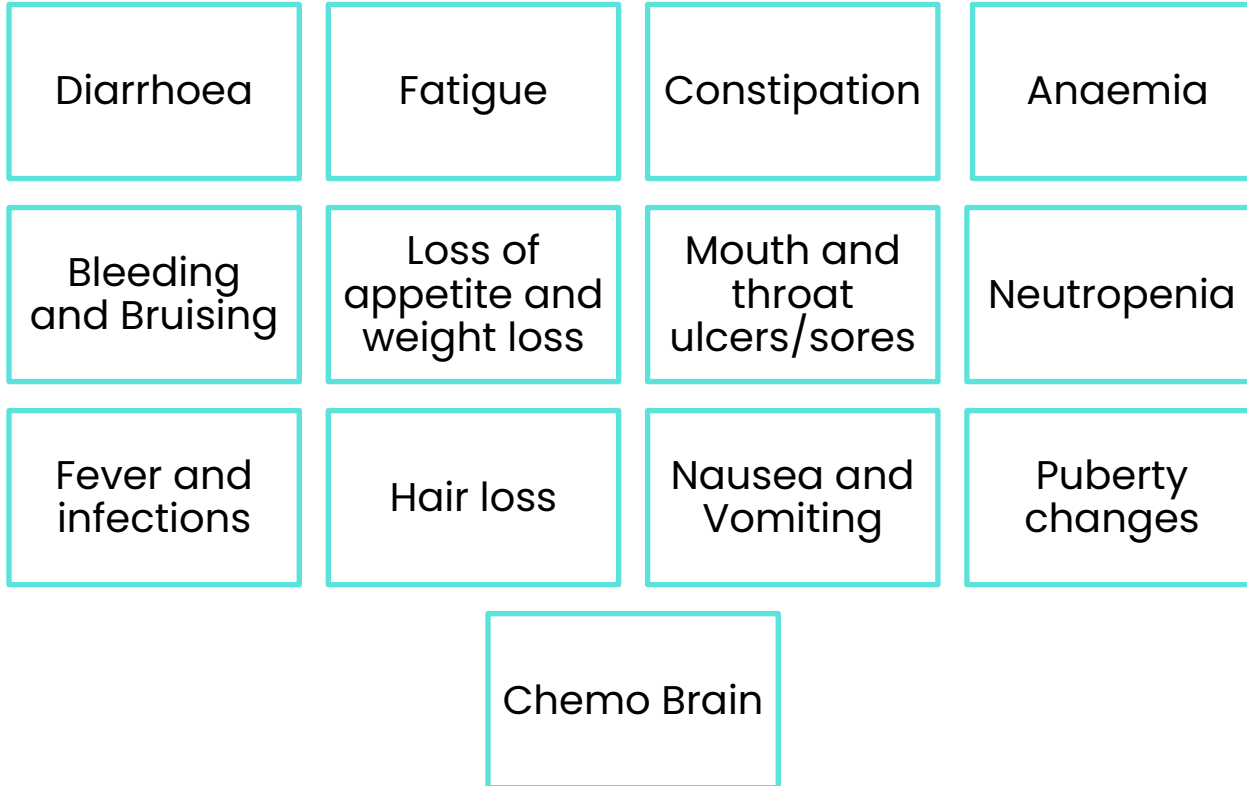 Diarrhoea
Fatigue
Constipation
Anaemia
Bleeding
and Bruising
Loss of
appetite and
weight loss
Mouth and
throat
ulcers/sores
Neutropenia
Fever and
infections
Hair loss
Nausea and
Vomiting
Puberty
changes
Chemo Brain